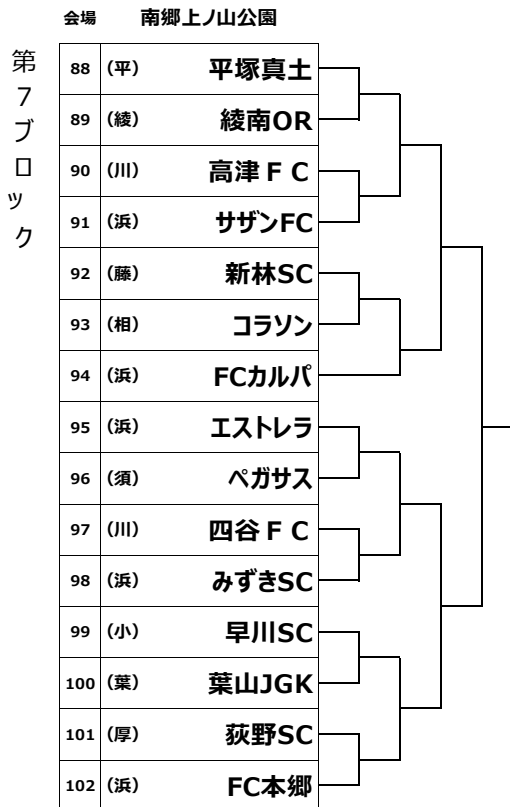 会場 南郷上ノ山公園
第７ブロック
88 (平) 平塚真土
89 (綾) 綾南OR
90 (川) 高津ＦＣ
91 (浜) サザンFC
92 (藤) 新林SC
93 (相) コラソン
94 (浜) FCカルパ
95 (浜) エストレラ
96 (須) ペガサス
97 (川) 四谷ＦＣ
98 (浜) みずきSC
99 (小) 早川SC
100 (葉) 葉山JGK
101 (厚) 荻野SC
102 (浜) FC本郷